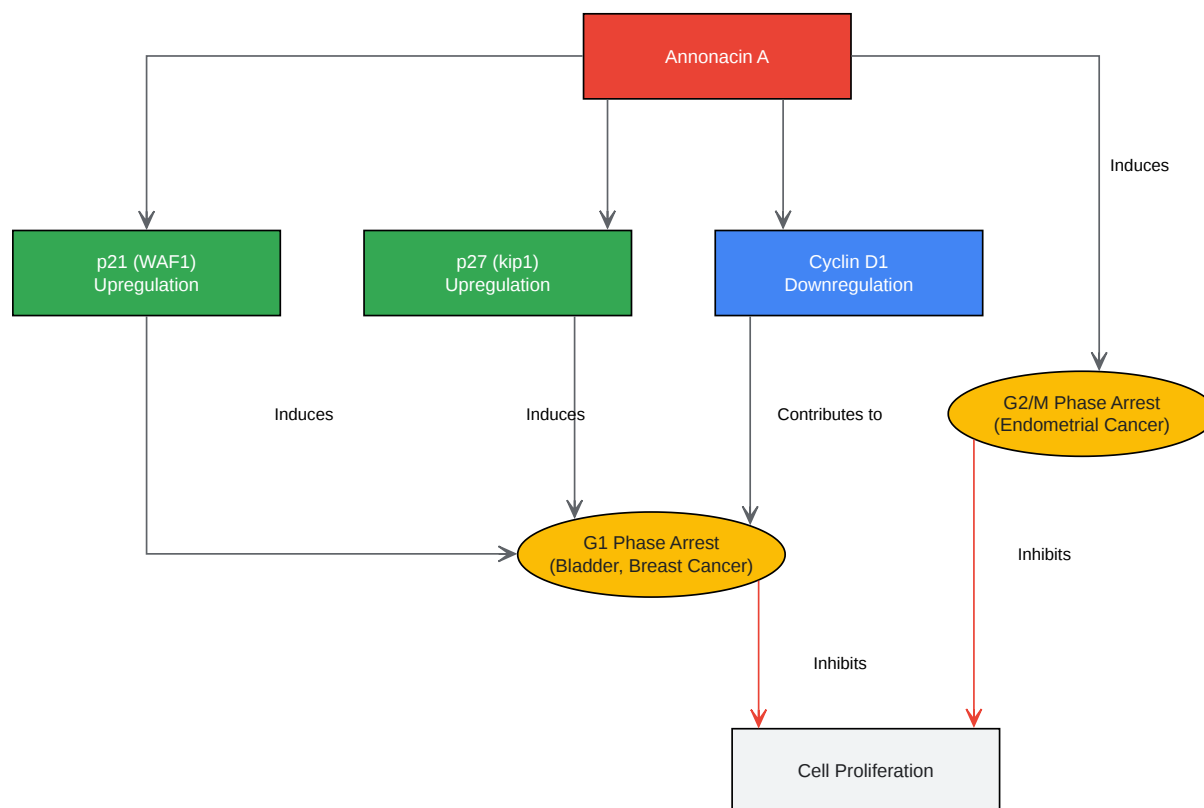 Annonacin A
Induces
p21 (WAF1)
Upregulation
p27 (kip1)
Upregulation
Cyclin D1
Downregulation
G2/M Phase Arrest
(Endometrial Cancer)
Induces
Induces
Contributes to
G1 Phase Arrest
(Bladder, Breast Cancer)
Inhibits
Inhibits
Cell Proliferation